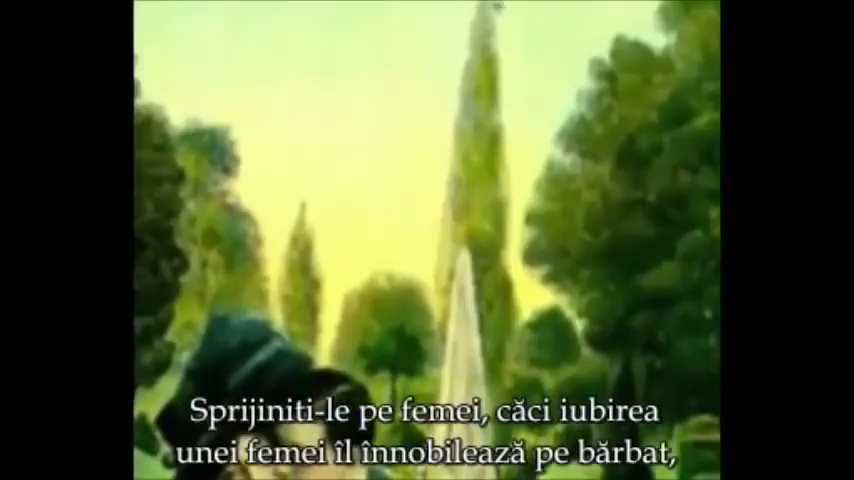 Sprijiniti-le pe femei, căci iubirea
unei femei îl înnobilează pe bărbat,